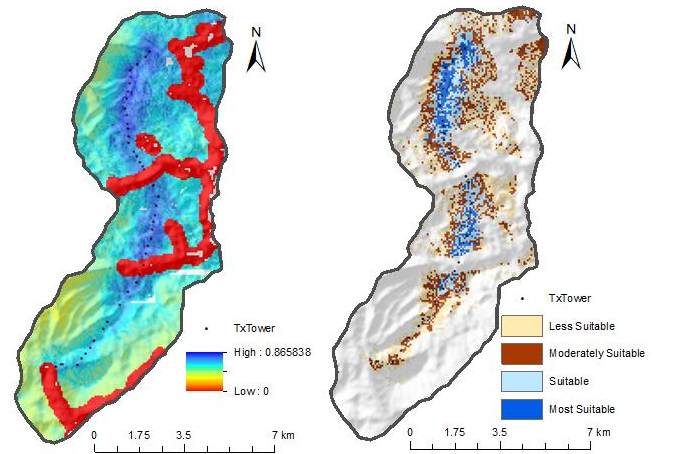 N
TxTower
High : 0.865838
Low : 0
0 1.75 3.5 7 km
N
TxTower
Less Suitable
Moderately Suitable
Suitable
Most Suitable
0 1.75 3.5 7 km